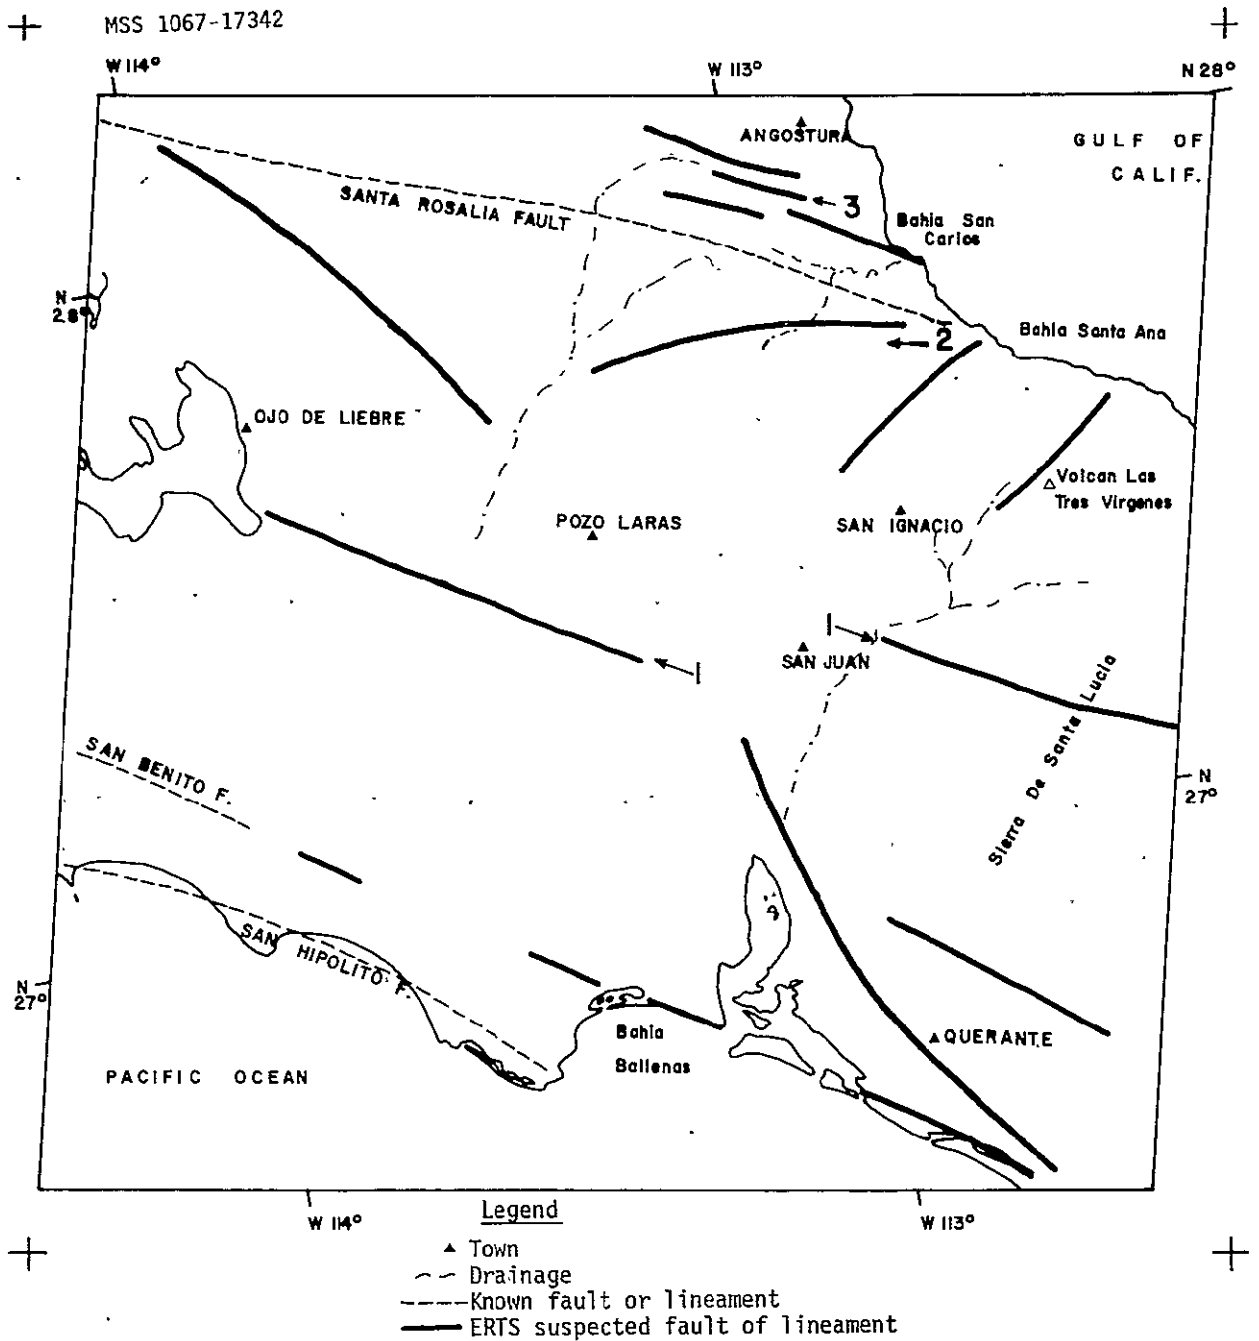 MSS 1067-17342
W 114°
W 113°
N 28°
ANGOSTURA
GULF OF
CALIF.
SANTA ROSALIA FAULT
3
Bahia San
Carlos
N
28°
2
Bahia Santa Ana
OJO DE LIEBRE
Volcan Las
Tres Virgenes
POZO LARAS
SAN IGNACIO
1
SAN JUAN
1
Sierra De Santa Lucia
SAN BENITO F.
N
27°
SAN HIPOLITO F.
N
27°
Bahia
Ballenas
QUERANTE
PACIFIC OCEAN
W 114°
W 113°
Legend
Town
Drainage
Known fault or lineament
ERTS suspected fault of lineament